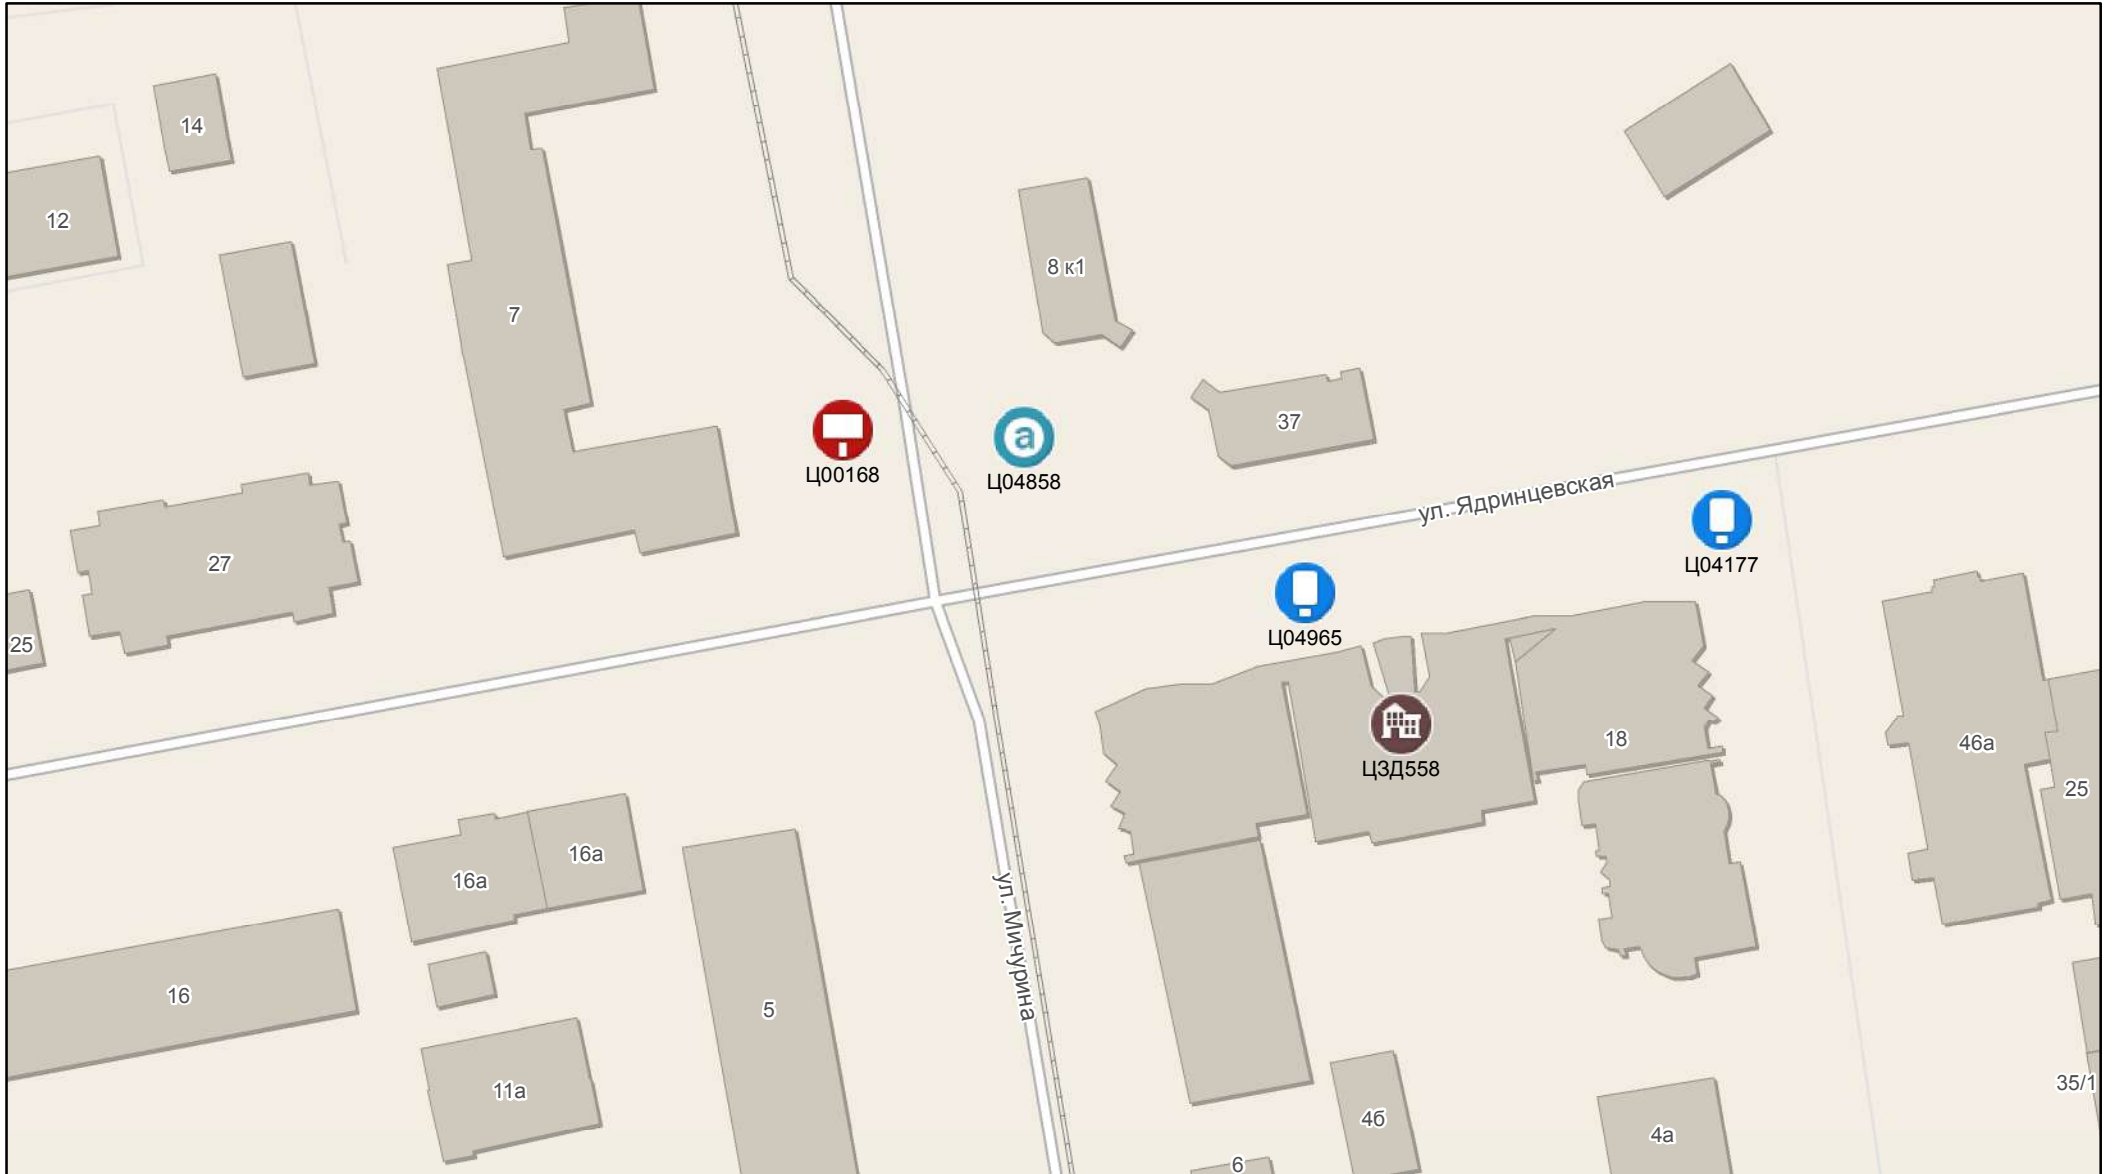 14
12
8 к1
7
37
Ц00168
а
Ц04858
ул. Ядринцевская
Ц04177
27
25
Ц04965
18
46а
ЦЗД558
25
16а
16а
ул. Мичурина
16
5
11а
35/1
4б
4а
6